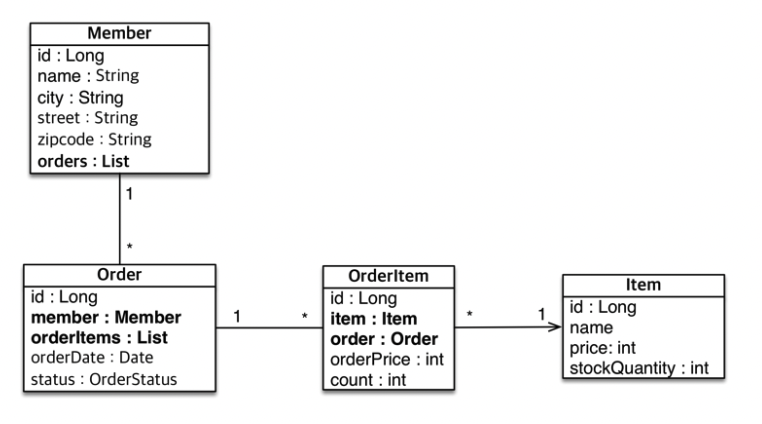 Member
id : Long
name : String
city : String
street : String
zipcode : String
orders : List
1
*
Order
id : Long
member : Member
orderItems : List
orderDate : Date
status : OrderStatus
1
*
OrderItem
id : Long
item : Item
order : Order
orderPrice : int
count : int
*
1
Item
id : Long
name
price: int
stockQuantity : int